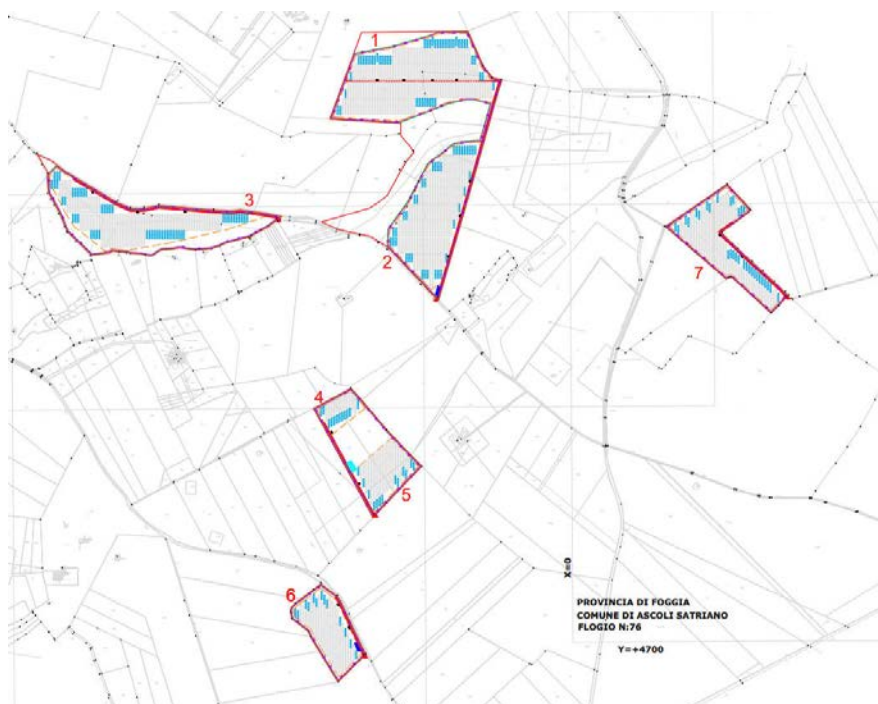 1
3
2
7
4
5
6
X=0
PROVINCIA DI FOGGIA
COMUNE DI ASCOLI SATRIANO
FLOGIO N:76
Y=+4700